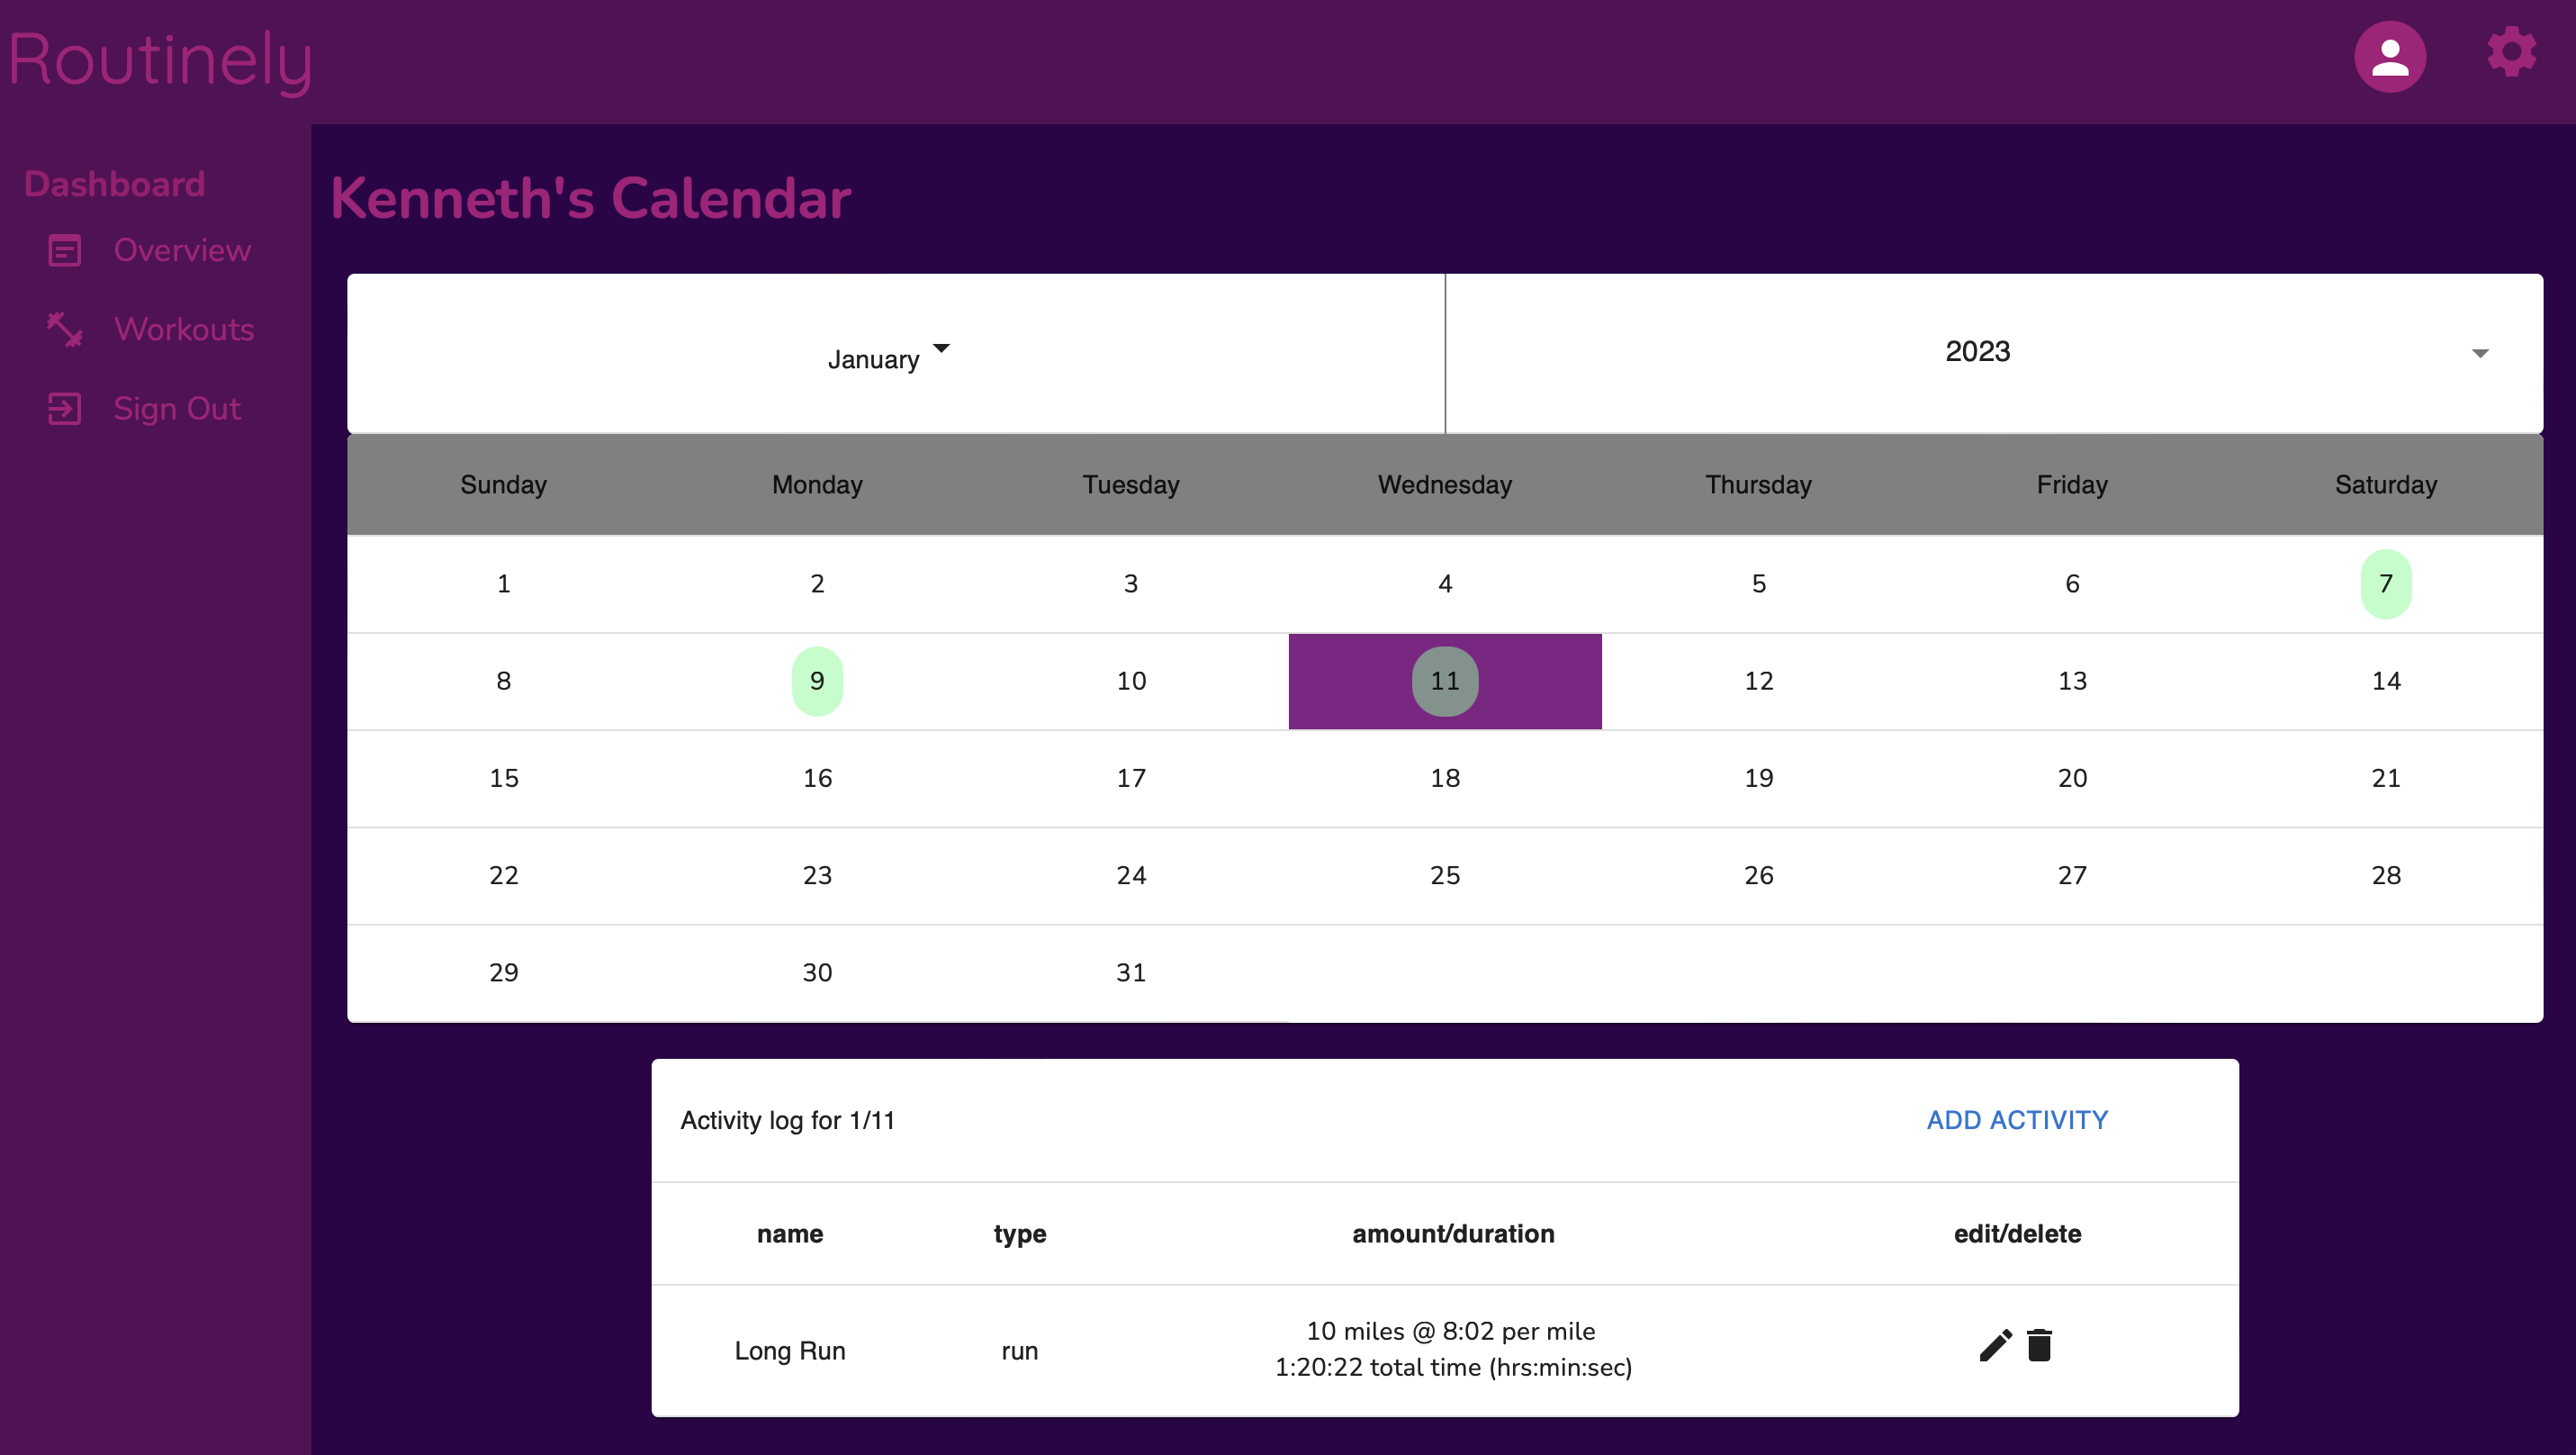 Routinely
Dashboard
Overview
Workouts
Sign Out
Kenneth's Calendar
January 2023
Sunday Monday Tuesday Wednesday Thursday Friday Saturday
1 2 3 4 5 6 7
8 9 10 11 12 13 14
15 16 17 18 19 20 21
22 23 24 25 26 27 28
29 30 31
Activity log for 1/11 ADD ACTIVITY
name type amount/duration edit/delete
Long Run run 10 miles @ 8:02 per mile
1:20:22 total time (hrs:min:sec)